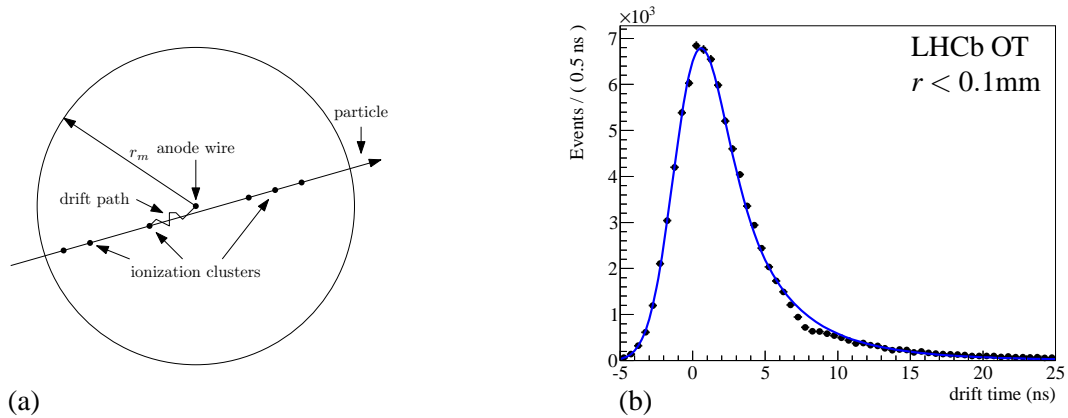 particle
anode wire
r_m
drift path
ionization clusters
(a)
×10³
LHCb OT
r < 0.1mm
Events / ( 0.5 ns )
7
6
5
4
3
2
1
0
-5 0 5 10 15 20 25
drift time (ns)
(b)